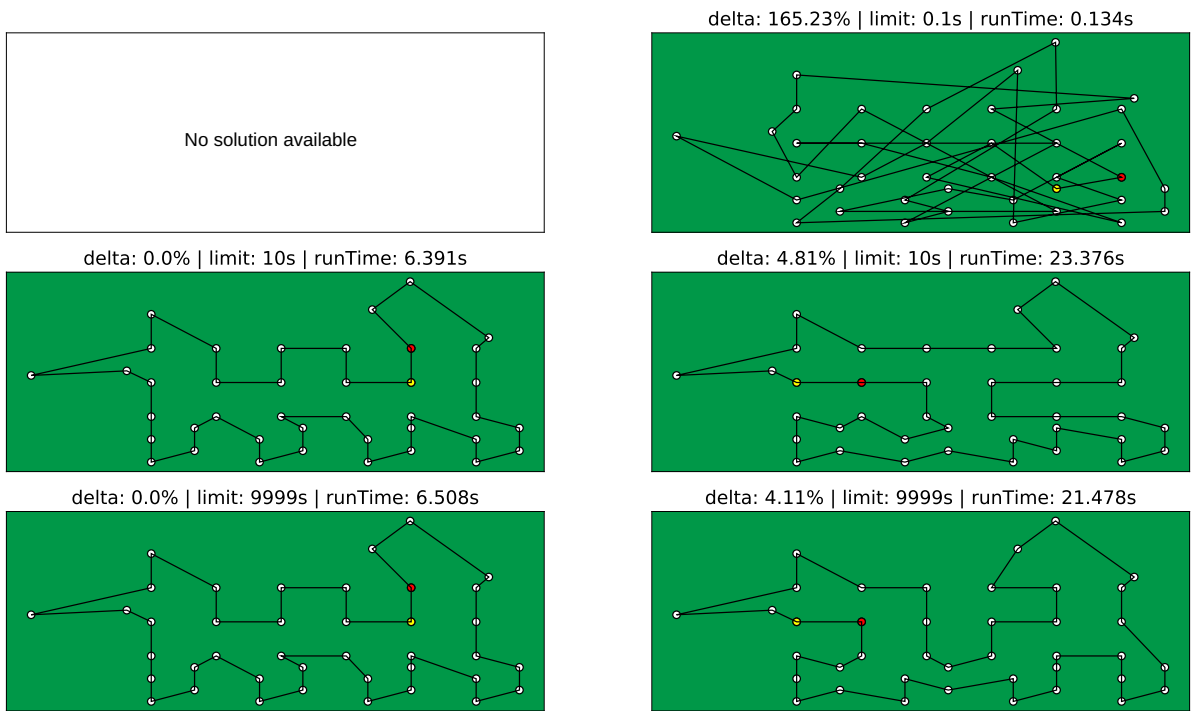 delta: 165.23% | limit: 0.1s | runTime: 0.134s
No solution available
delta: 0.0% | limit: 10s | runTime: 6.391s
delta: 4.81% | limit: 10s | runTime: 23.376s
delta: 0.0% | limit: 9999s | runTime: 6.508s
delta: 4.11% | limit: 9999s | runTime: 21.478s